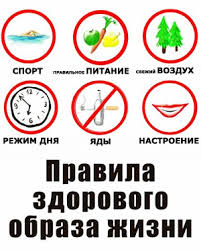 СПОРТ ПРАВИЛЬНОЕ ПИТАНИЕ СВЕЖИЙ ВОЗДУХ
РЕЖИМ ДНЯ ЯДЫ НАСТРОЕНИЕ
Правила
здорового
образа жизни